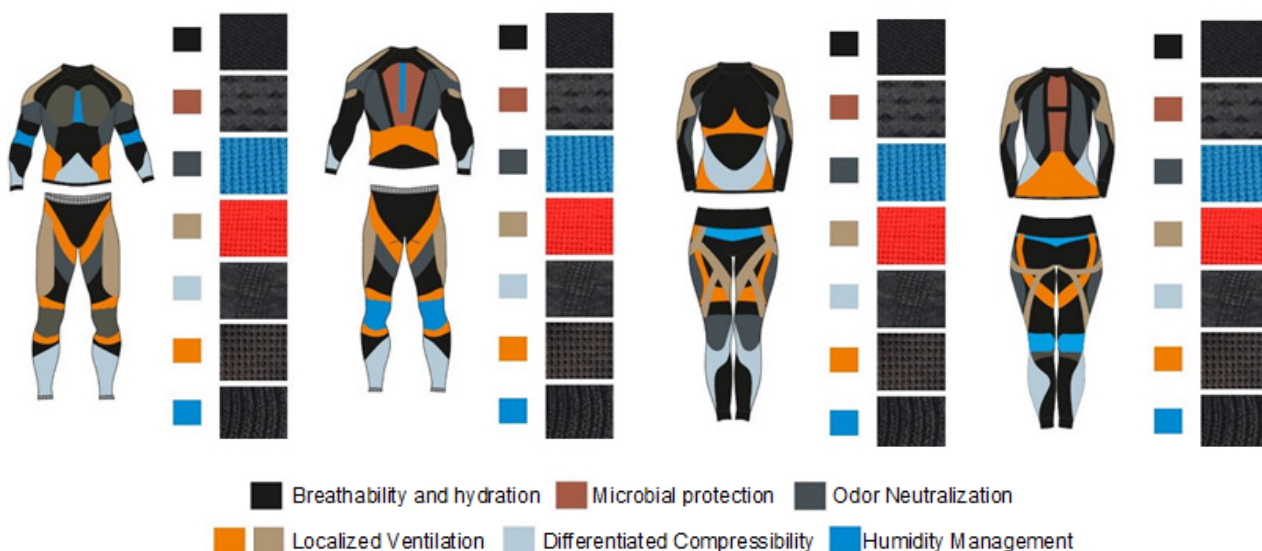 Breathability and hydration Microbial protection Odor Neutralization
Localized Ventilation Differentiated Compressibility Humidity Management